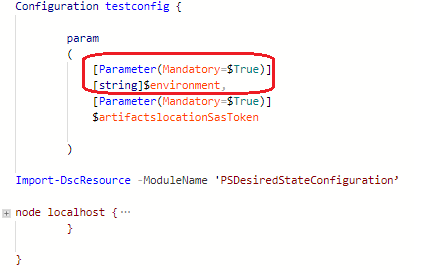 Configuration testconfig {
param
(
[Parameter(Mandatory=$True)]
[string]$environment,
[Parameter(Mandatory=$True)]
$artifactslocationSasToken
)
Import-DscResource -ModuleName 'PSDesiredStateConfiguration’
node localhost { ...
}
}